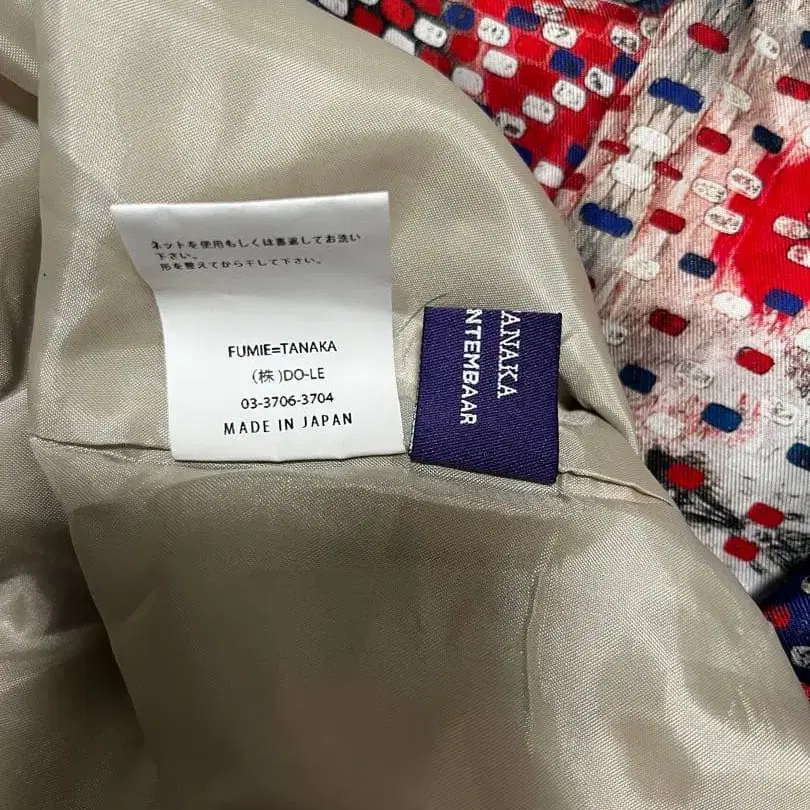 ネットを使用もしくは裏返してお洗い
下さい。
形を整えてから干して下さい。
FUMIE=TANAKA
(株)DO-LE
03-3706-3704
MADE IN JAPAN
ANAKA
NTEMBAAR